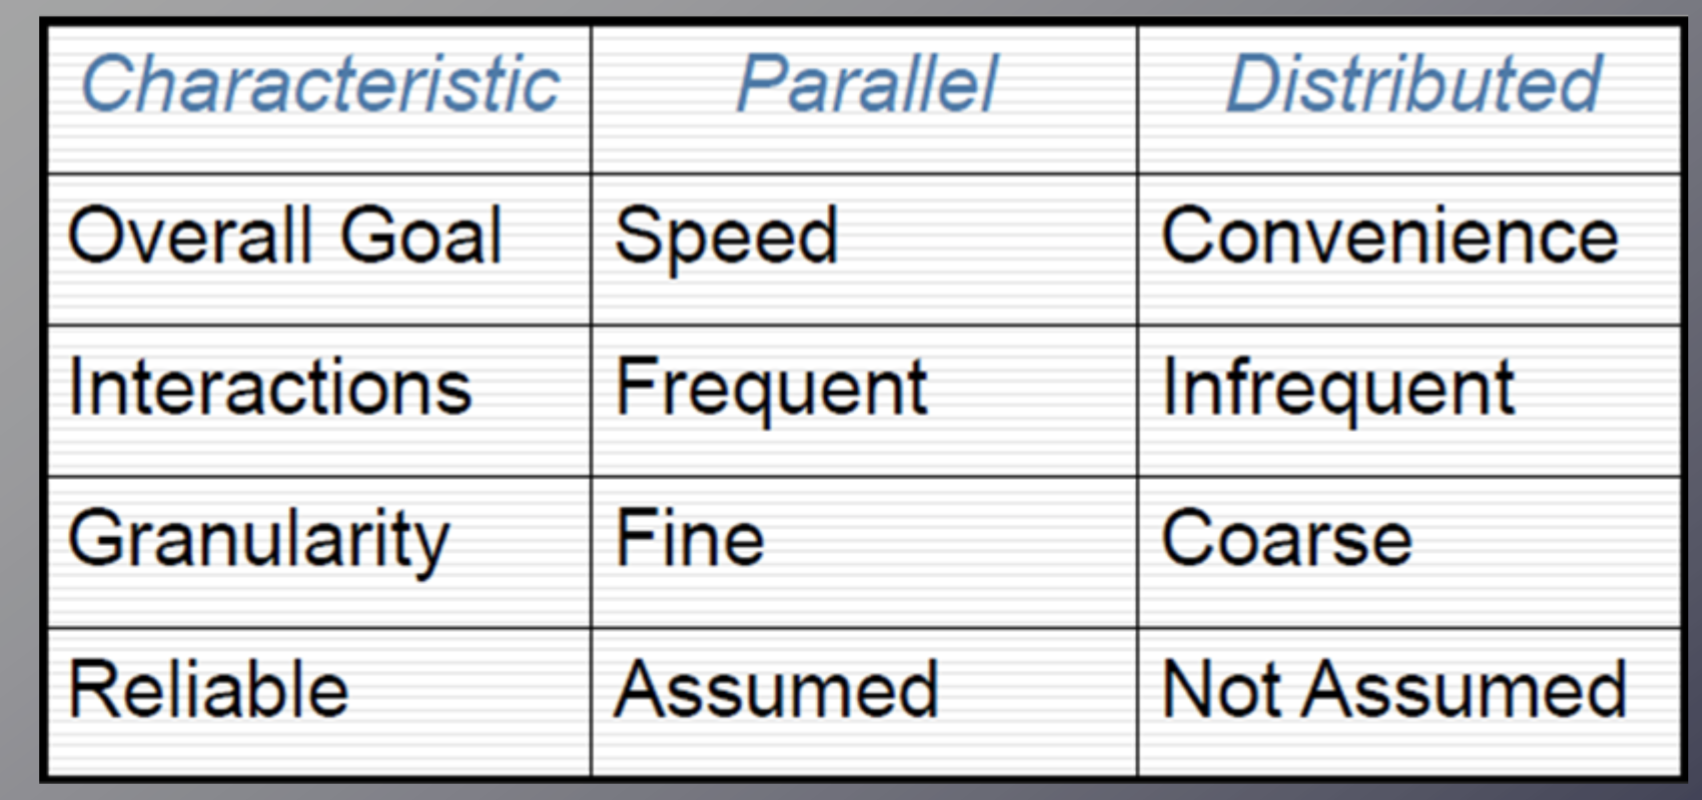 Characteristic Parallel Distributed
Overall Goal Speed Convenience
Interactions Frequent Infrequent
Granularity Fine Coarse
Reliable Assumed Not Assumed